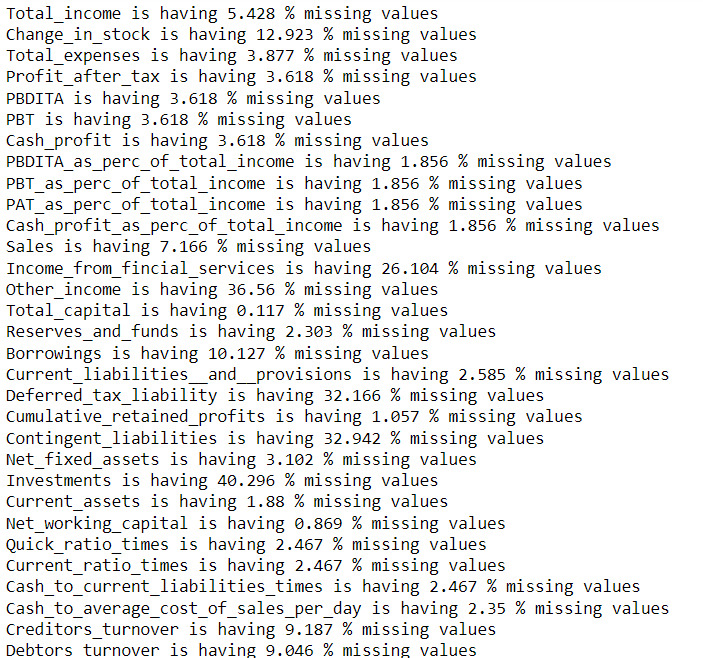 Total_income is having 5.428 % missing values
Change_in_stock is having 12.923 % missing values
Total_expenses is having 3.877 % missing values
Profit_after_tax is having 3.618 % missing values
PBDITA is having 3.618 % missing values
PBT is having 3.618 % missing values
Cash_profit is having 3.618 % missing values
PBDITA_as_perc_of_total_income is having 1.856 % missing values
PBT_as_perc_of_total_income is having 1.856 % missing values
PAT_as_perc_of_total_income is having 1.856 % missing values
Cash_profit_as_perc_of_total_income is having 1.856 % missing values
Sales is having 7.166 % missing values
Income_from_fincial_services is having 26.104 % missing values
Other_income is having 36.56 % missing values
Total_capital is having 0.117 % missing values
Reserves_and_funds is having 2.303 % missing values
Borrowings is having 10.127 % missing values
Current_liabilities__and__provisions is having 2.585 % missing values
Deferred_tax_liability is having 32.166 % missing values
Cumulative_retained_profits is having 1.057 % missing values
Contingent_liabilities is having 32.942 % missing values
Net_fixed_assets is having 3.102 % missing values
Investments is having 40.296 % missing values
Current_assets is having 1.88 % missing values
Net_working_capital is having 0.869 % missing values
Quick_ratio_times is having 2.467 % missing values
Current_ratio_times is having 2.467 % missing values
Cash_to_current_liabilities_times is having 2.467 % missing values
Cash_to_average_cost_of_sales_per_day is having 2.35 % missing values
Creditors_turnover is having 9.187 % missing values
Debtors_turnover is having 9.046 % missing values